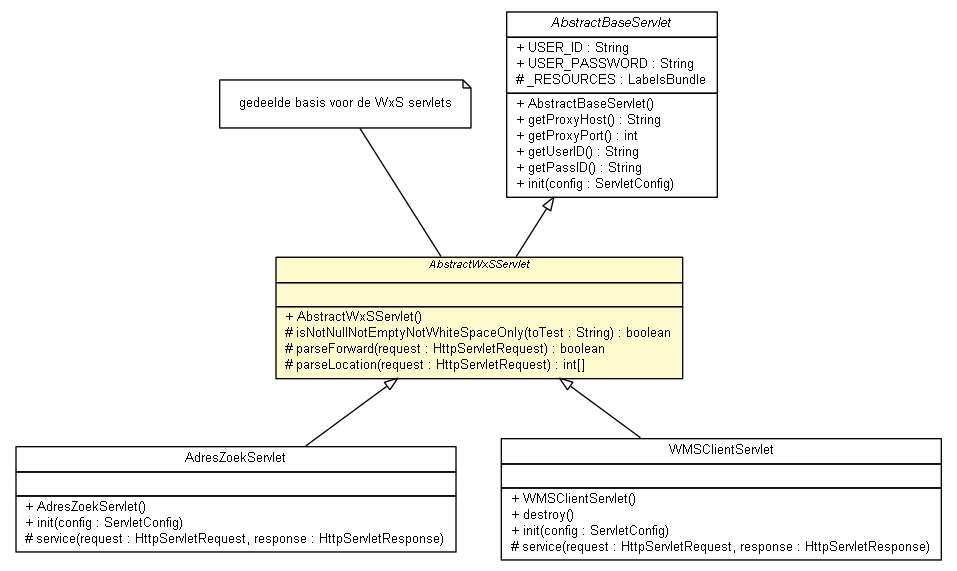 AbstractBaseServlet
+ USER_ID : String
+ USER_PASSWORD : String
# _RESOURCES : LabelsBundle
+ AbstractBaseServlet()
+ getProxyHost() : String
+ getProxyPort() : int
+ getUserID() : String
+ getPassID() : String
+ init(config : ServletConfig)
gedeelde basis voor de WxS servlets
AbstractWxSServlet
+ AbstractWxSServlet()
# isNotNullNotEmptyNotWhiteSpaceOnly(toTest : String) : boolean
# parseForward(request : HttpServletRequest) : boolean
# parseLocation(request : HttpServletRequest) : int[]
AdresZoekServlet
+ AdresZoekServlet()
+ init(config : ServletConfig)
# service(request : HttpServletRequest, response : HttpServletResponse)
WMSClientServlet
+ WMSClientServlet()
+ destroy()
+ init(config : ServletConfig)
# service(request : HttpServletRequest, response : HttpServletResponse)